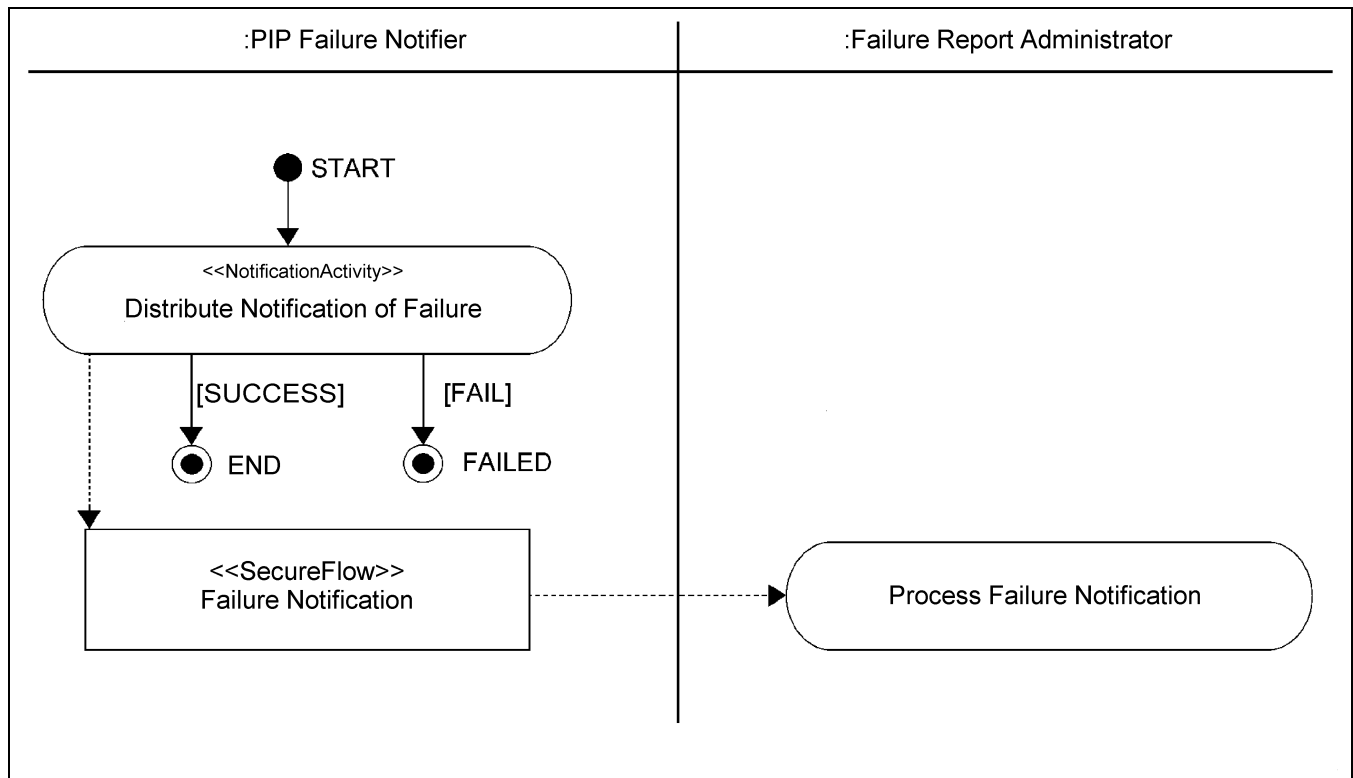 :PIP Failure Notifier
:Failure Report Administrator
START
<<NotificationActivity>>
Distribute Notification of Failure
[SUCCESS]
[FAIL]
END
FAILED
<<SecureFlow>>
Failure Notification
Process Failure Notification